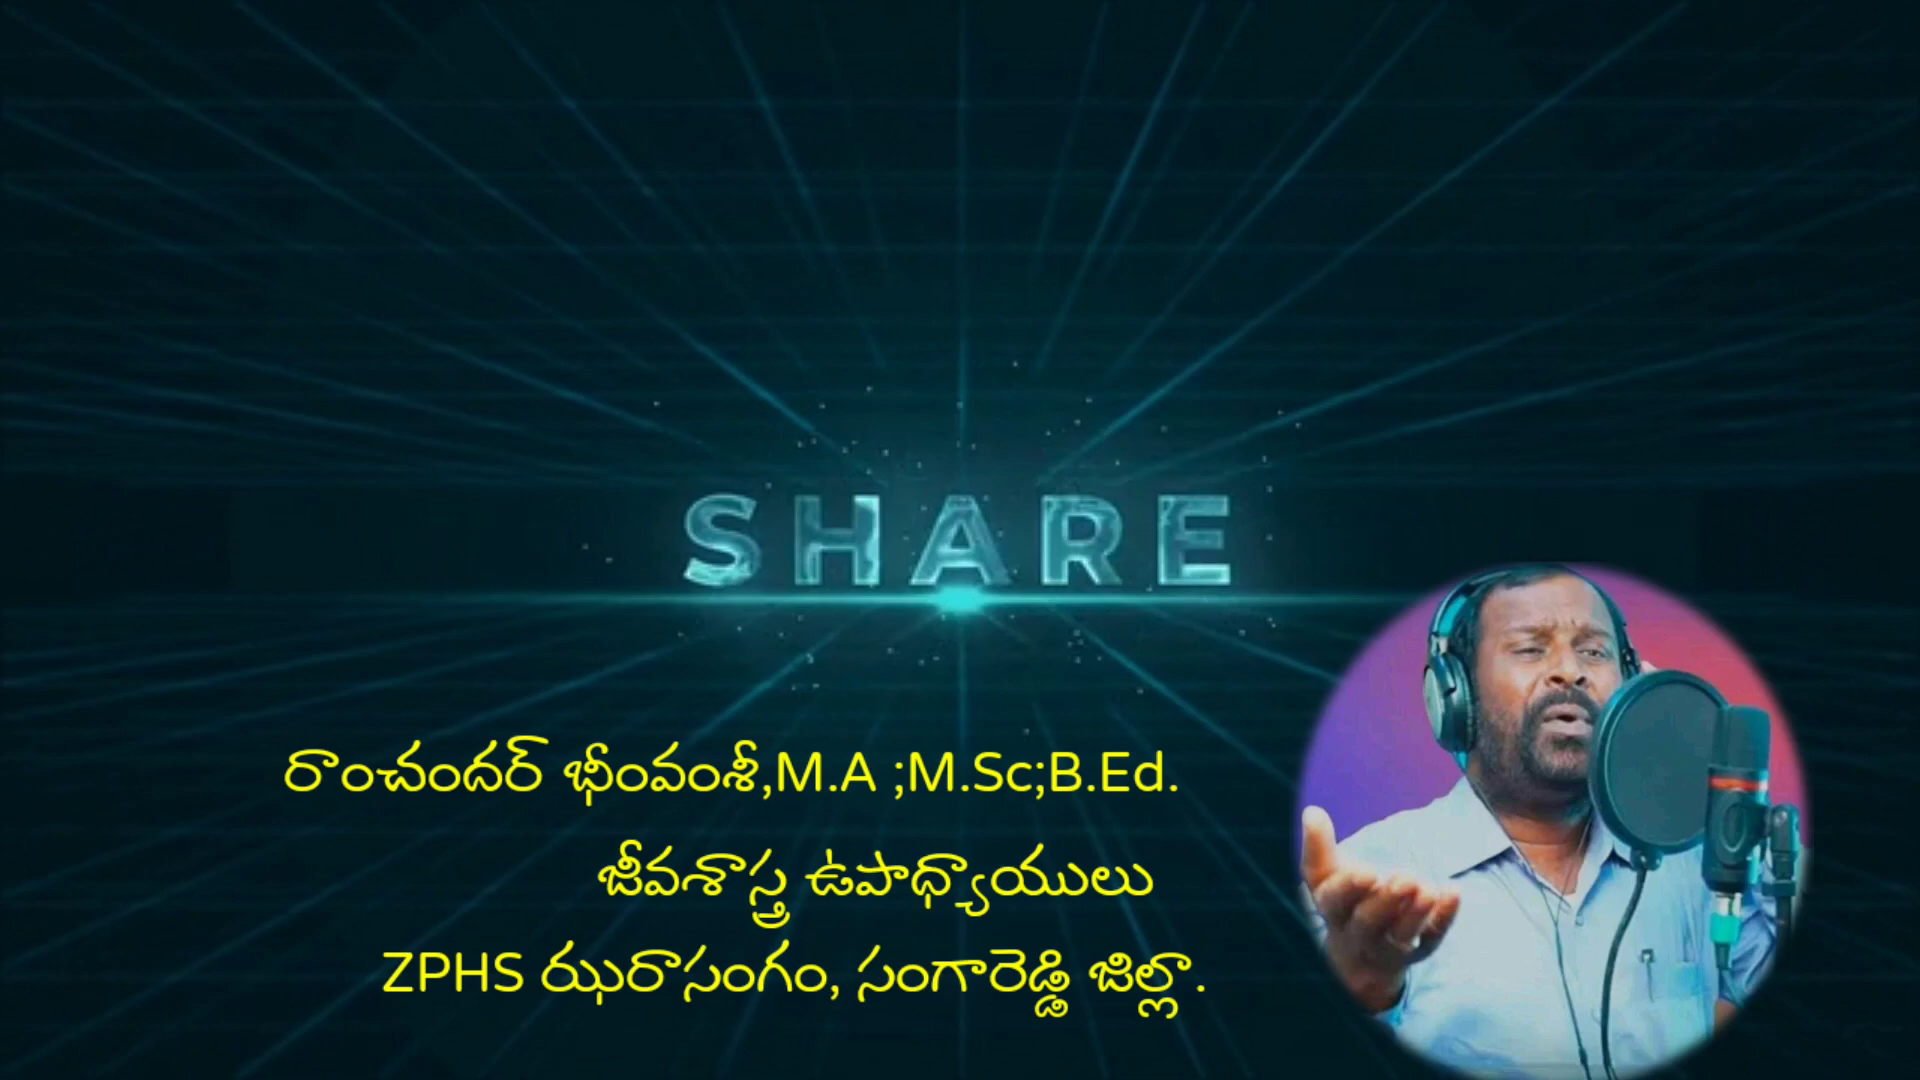 SHARE
రాంచందర్ భీంవంశీ,M.A ;M.Sc;B.Ed.
జీవశాస్త్ర ఉపాధ్యాయులు
ZPHS ఝరాసంగం, సంగారెడ్డి జిల్లా.